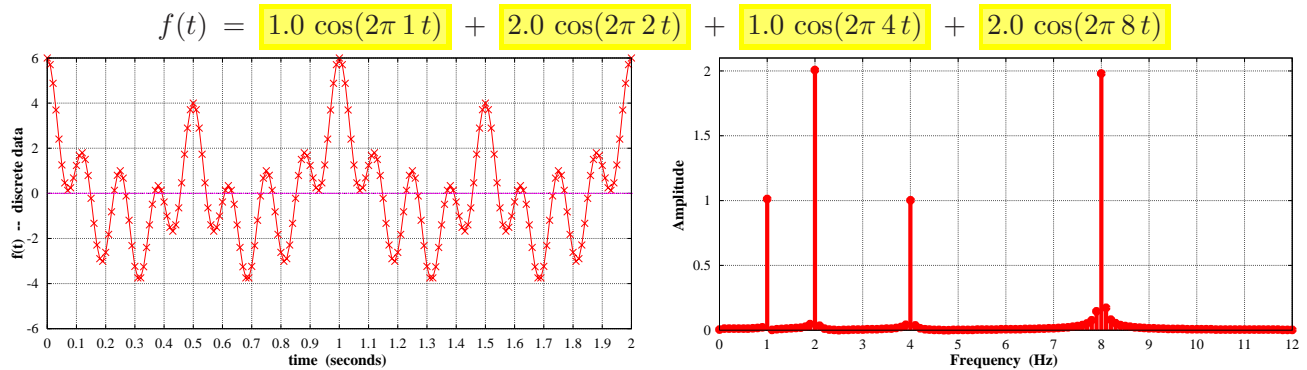 f(t) = 1.0 cos(2π 1 t) + 2.0 cos(2π 2 t) + 1.0 cos(2π 4 t) + 2.0 cos(2π 8 t)
6
4
2
0
-2
-4
-6
f(t) -- discrete data
0 0.1 0.2 0.3 0.4 0.5 0.6 0.7 0.8 0.9 1 1.1 1.2 1.3 1.4 1.5 1.6 1.7 1.8 1.9 2
time (seconds)
2
1.5
1
0.5
0
Amplitude
0 1 2 3 4 5 6 7 8 9 10 11 12
Frequency (Hz)